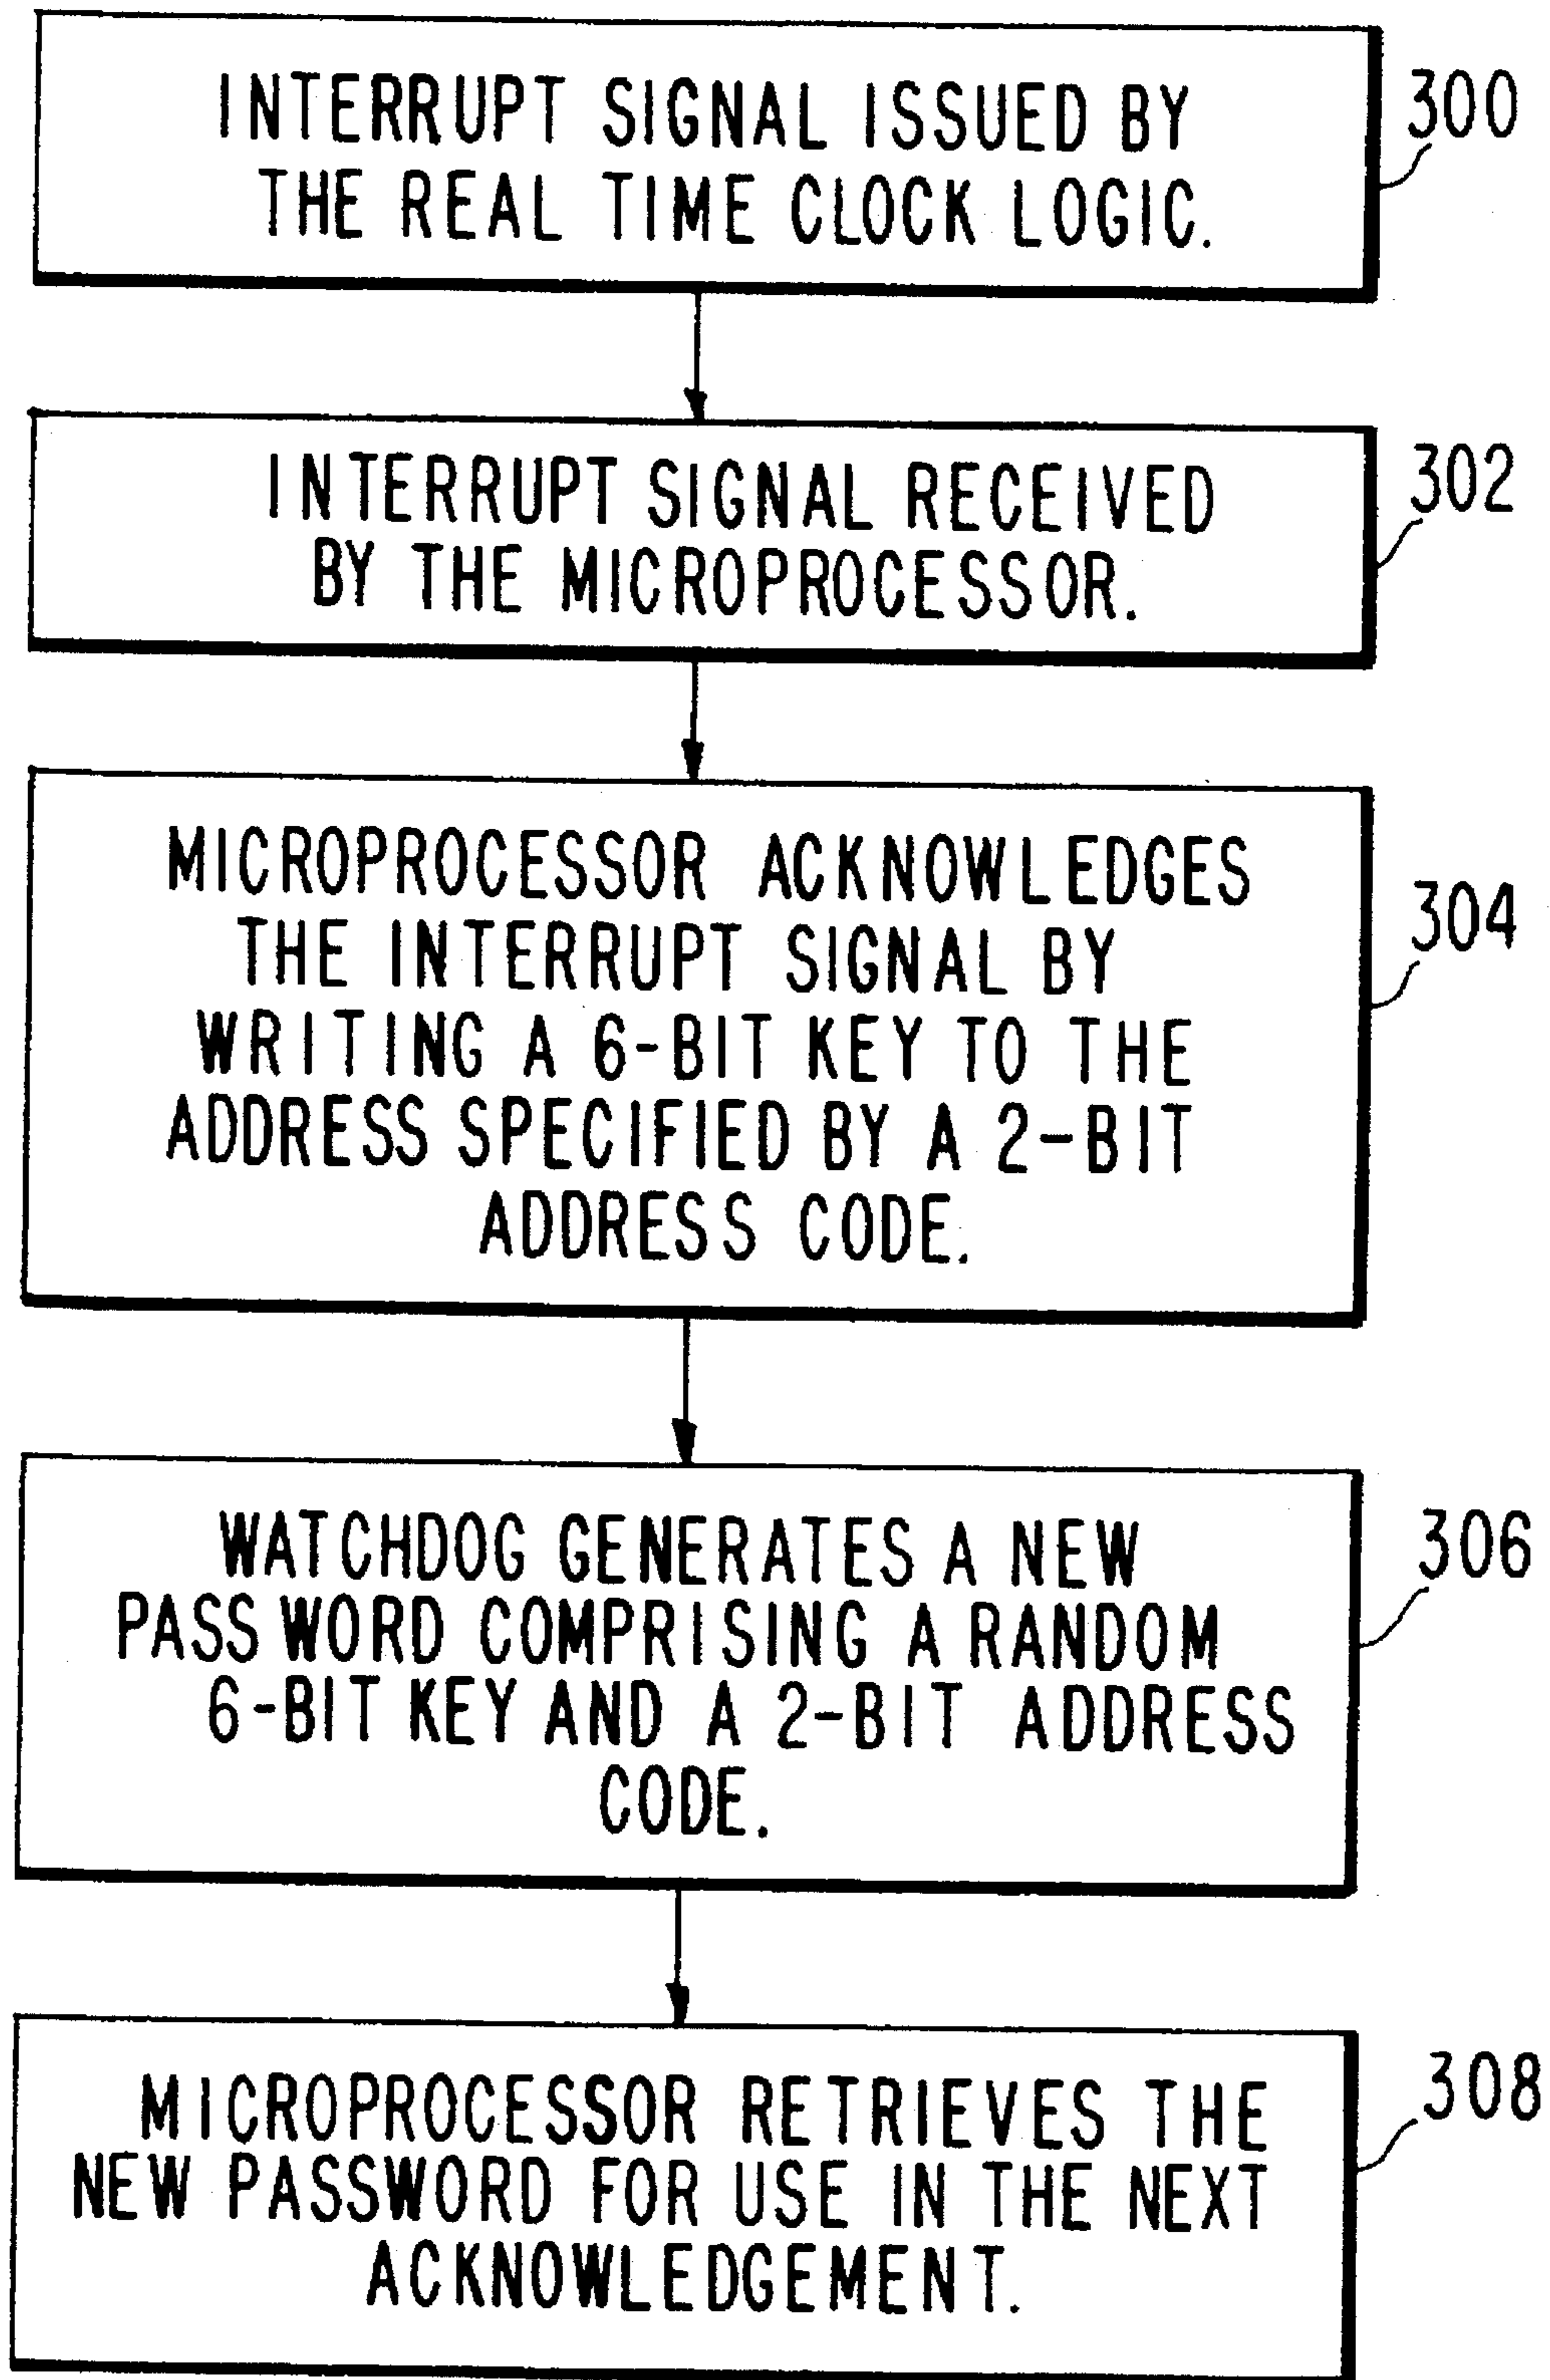 INTERRUPT SIGNAL ISSUED BY
THE REAL TIME CLOCK LOGIC.
300
INTERRUPT SIGNAL RECEIVED
BY THE MICROPROCESSOR.
302
MICROPROCESSOR ACKNOWLEDGES
THE INTERRUPT SIGNAL BY
WRITING A 6-BIT KEY TO THE
ADDRESS SPECIFIED BY A 2-BIT
ADDRESS CODE.
304
WATCHDOG GENERATES A NEW
PASSWORD COMPRISING A RANDOM
6-BIT KEY AND A 2-BIT ADDRESS
CODE.
306
MICROPROCESSOR RETRIEVES THE
NEW PASSWORD FOR USE IN THE NEXT
ACKNOWLEDGEMENT.
308